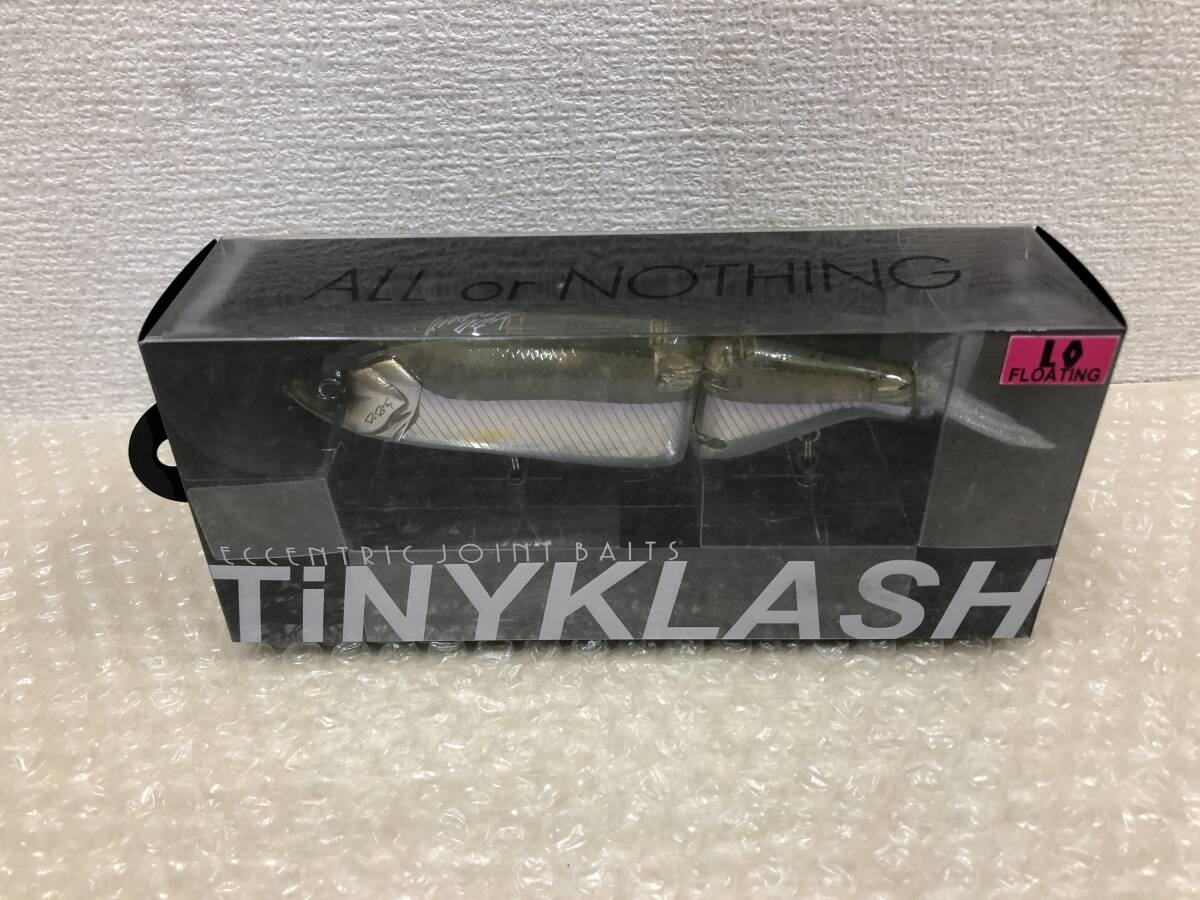 ALL or NOTHING
LO
FLOATING
D.R.T.
ECCENTRIC JOINT BAITS
TiNYKLASH